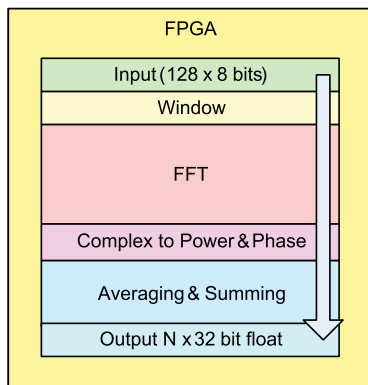 FPGA
Input (128 x 8 bits)
Window
FFT
Complex to Power & Phase
Averaging & Summing
Output N x 32 bit float